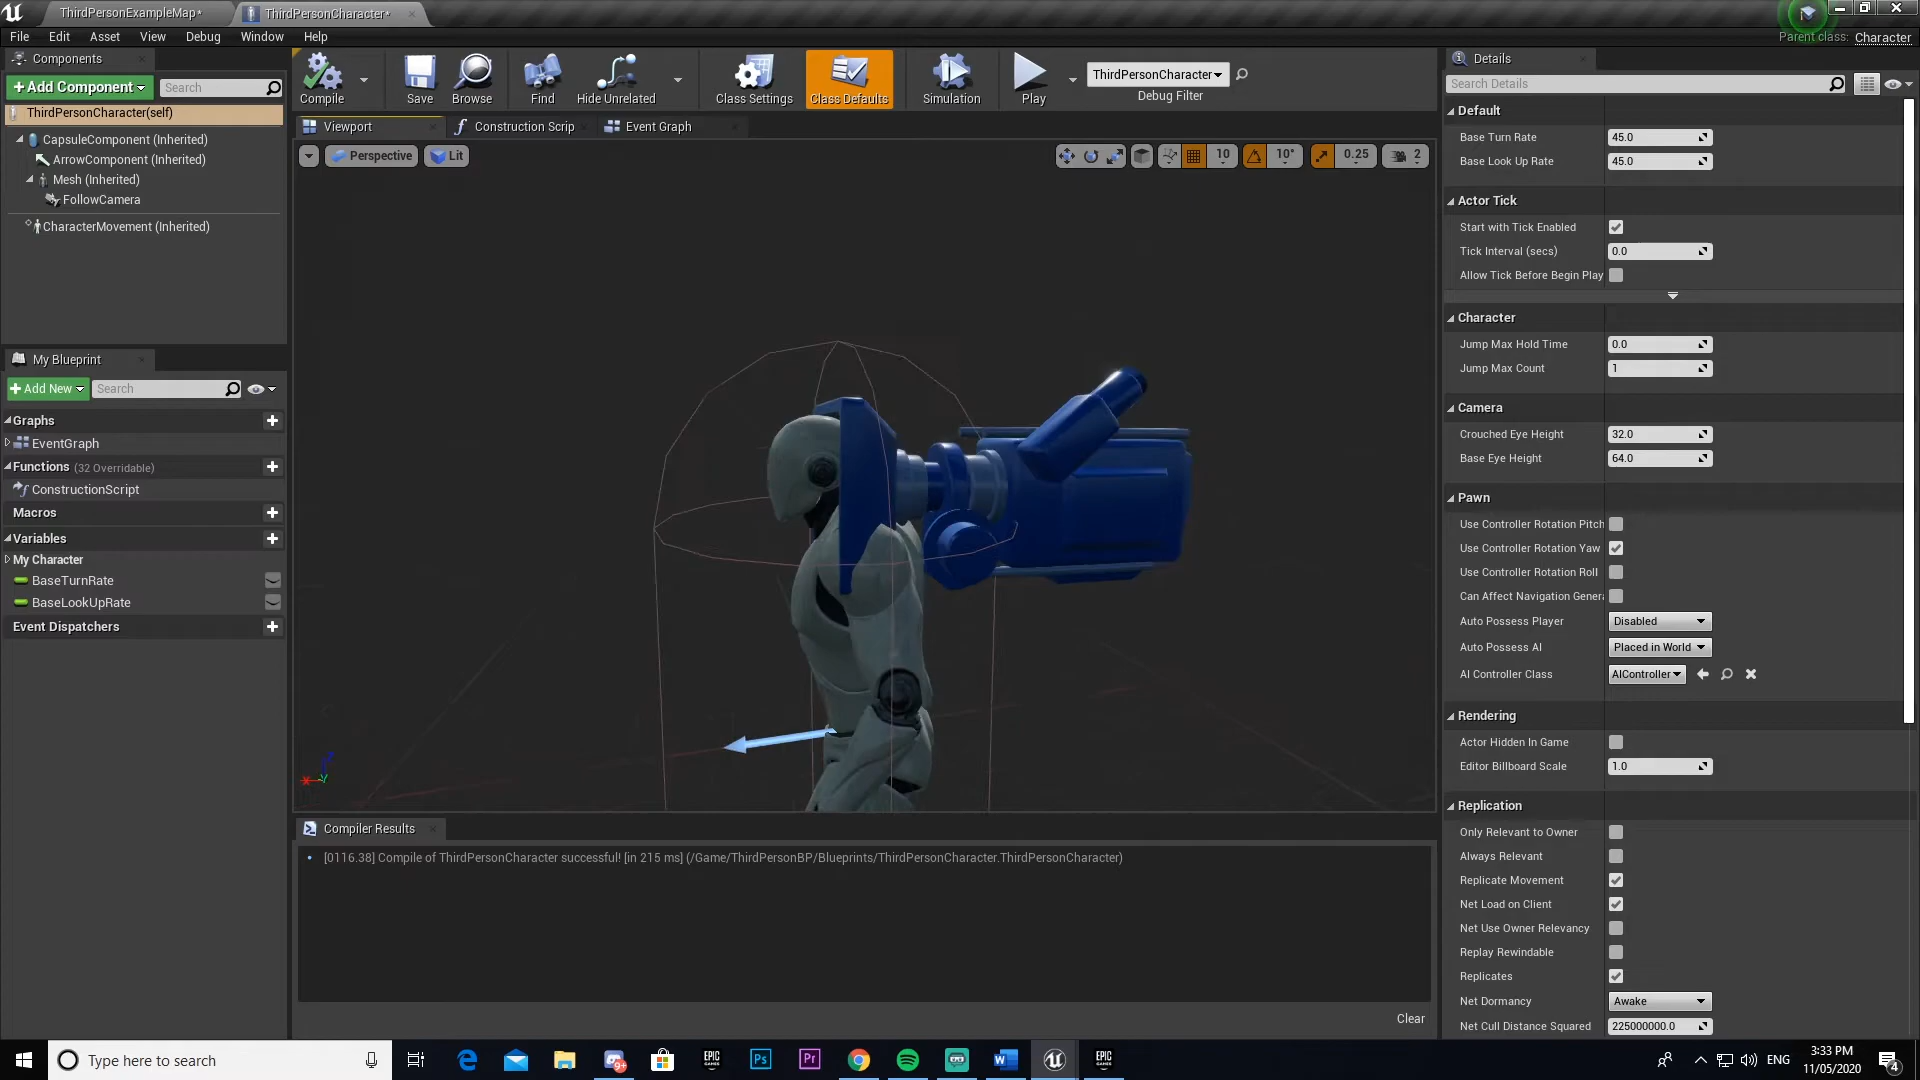 ThirdPersonExampleMap*
ThirdPersonCharacter*
File Edit Asset View Debug Window Help
Parent class: Character
Components
+ Add Component
Search
ThirdPersonCharacter(self)
CapsuleComponent (Inherited)
ArrowComponent (Inherited)
Mesh (Inherited)
FollowCamera
CharacterMovement (Inherited)
My Blueprint
+ Add New
Search
Graphs
EventGraph
Functions (32 Overridable)
ConstructionScript
Macros
Variables
My Character
BaseTurnRate
BaseLookUpRate
Event Dispatchers
Compile Save Browse Find Hide Unrelated Class Settings Class Defaults Simulation Play
ThirdPersonCharacter
Debug Filter
Viewport Construction Scrip Event Graph
Perspective Lit
10 10° 0.25 2
Compiler Results
[0116.38] Compile of ThirdPersonCharacter successful! [in 215 ms] (/Game/ThirdPersonBP/Blueprints/ThirdPersonCharacter.ThirdPersonCharacter)
Clear
Details
Search Details
Default
Base Turn Rate 45.0
Base Look Up Rate 45.0
Actor Tick
Start with Tick Enabled
Tick Interval (secs) 0.0
Allow Tick Before Begin Play
Character
Jump Max Hold Time 0.0
Jump Max Count 1
Camera
Crouched Eye Height 32.0
Base Eye Height 64.0
Pawn
Use Controller Rotation Pitch
Use Controller Rotation Yaw
Use Controller Rotation Roll
Can Affect Navigation Genera
Auto Possess Player Disabled
Auto Possess AI Placed in World
AI Controller Class AIController
Rendering
Actor Hidden In Game
Editor Billboard Scale 1.0
Replication
Only Relevant to Owner
Always Relevant
Replicate Movement
Net Load on Client
Net Use Owner Relevancy
Replay Rewindable
Replicates
Net Dormancy Awake
Net Cull Distance Squared 225000000.0
Type here to search
9+
EPIC GAMES
Ps
Pr
W
EPIC GAMES
ENG
3:33 PM
11/05/2020
4